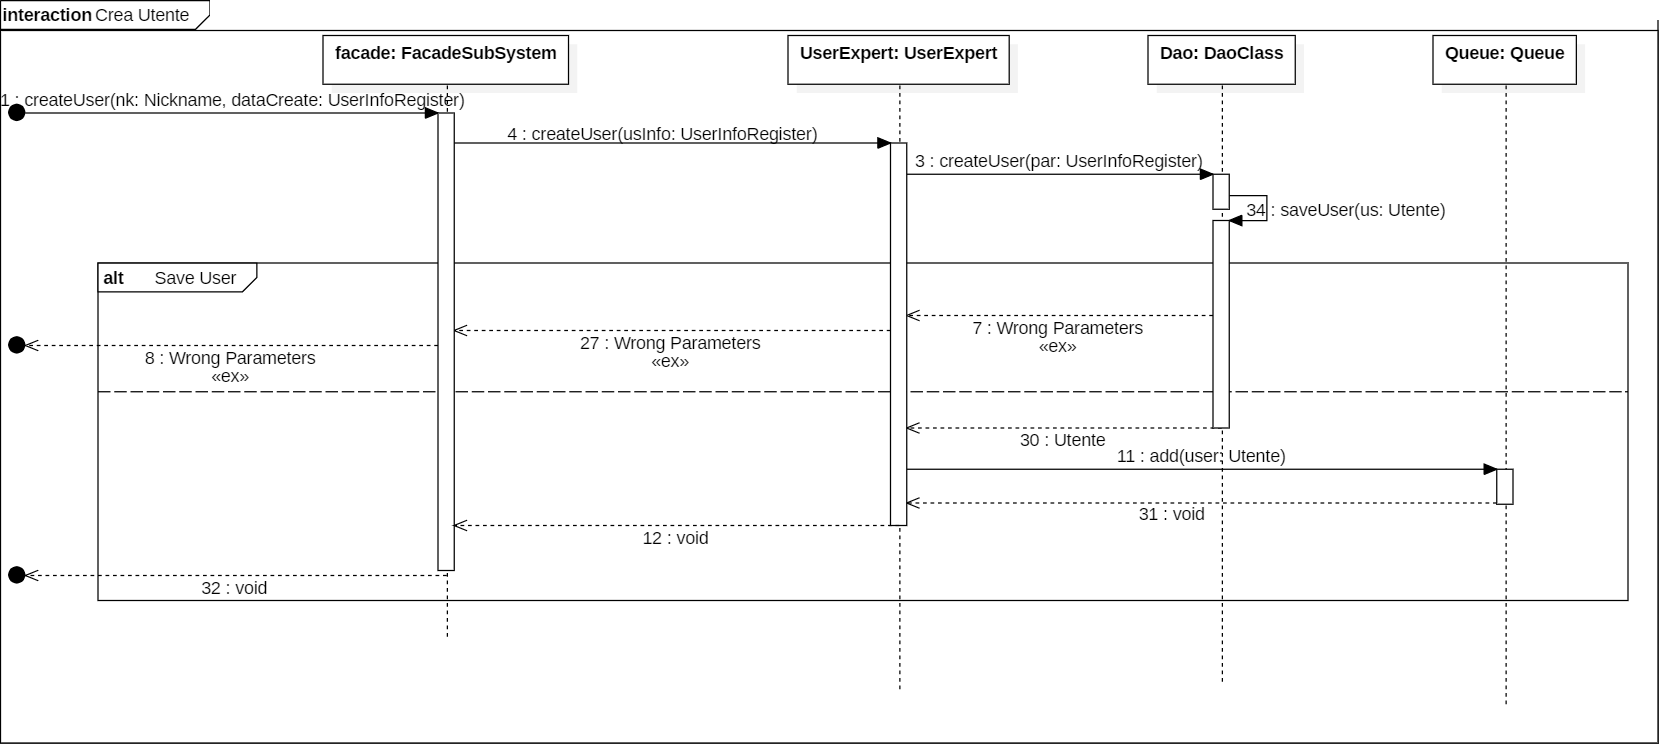 interaction Crea Utente
facade: FacadeSubSystem
UserExpert: UserExpert
Dao: DaoClass
Queue: Queue
1 : createUser(nk: Nickname, dataCreate: UserInfoRegister)
4 : createUser(usInfo: UserInfoRegister)
3 : createUser(par: UserInfoRegister)
34 : saveUser(us: Utente)
alt Save User
7 : Wrong Parameters
«ex»
27 : Wrong Parameters
«ex»
8 : Wrong Parameters
«ex»
30 : Utente
11 : add(user: Utente)
31 : void
12 : void
32 : void